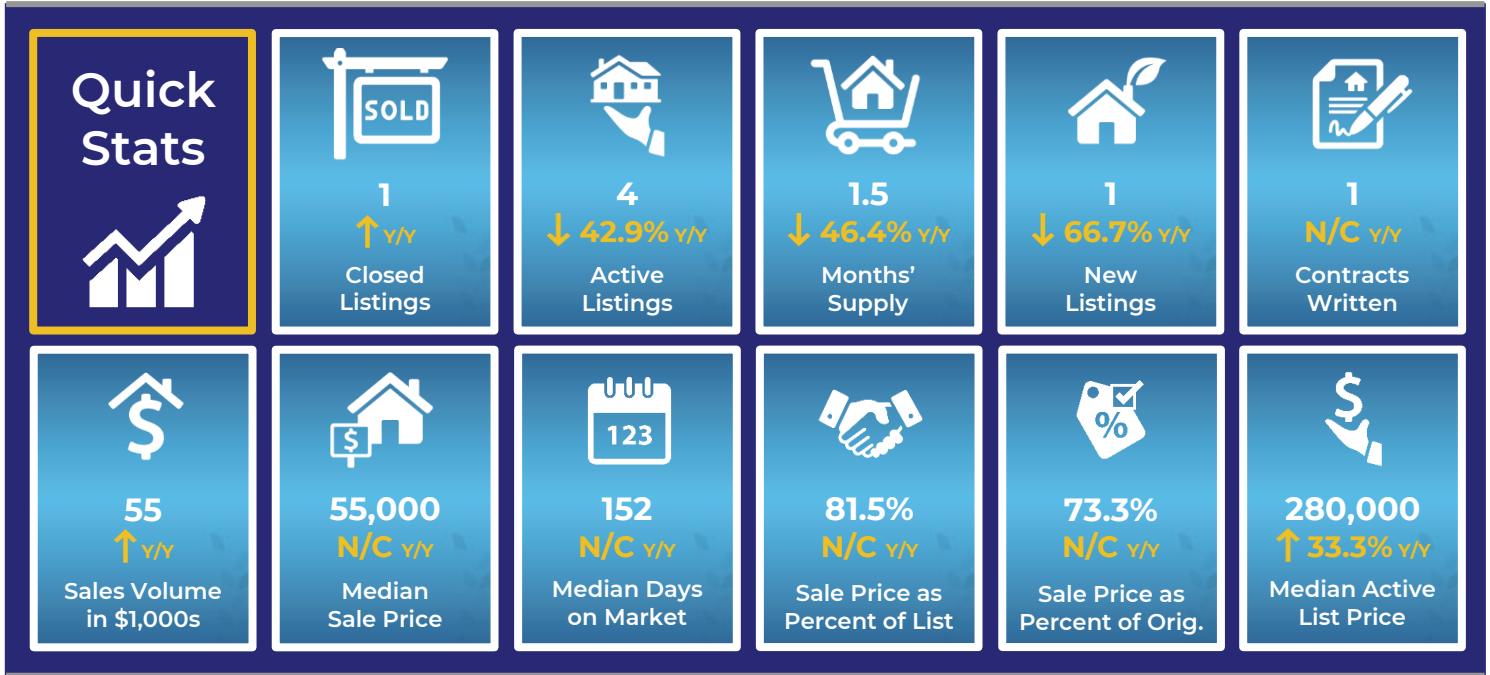 Quick
Stats
SOLD
1
↑ Y/Y
Closed
Listings
4
↓ 42.9% Y/Y
Active
Listings
1.5
↓ 46.4% Y/Y
Months’
Supply
1
↓ 66.7% Y/Y
New
Listings
1
N/C Y/Y
Contracts
Written
$
55
↑ Y/Y
Sales Volume
in $1,000s
$
55,000
N/C Y/Y
Median
Sale Price
123
152
N/C Y/Y
Median Days
on Market
81.5%
N/C Y/Y
Sale Price as
Percent of List
%
73.3%
N/C Y/Y
Sale Price as
Percent of Orig.
$
280,000
↑ 33.3% Y/Y
Median Active
List Price